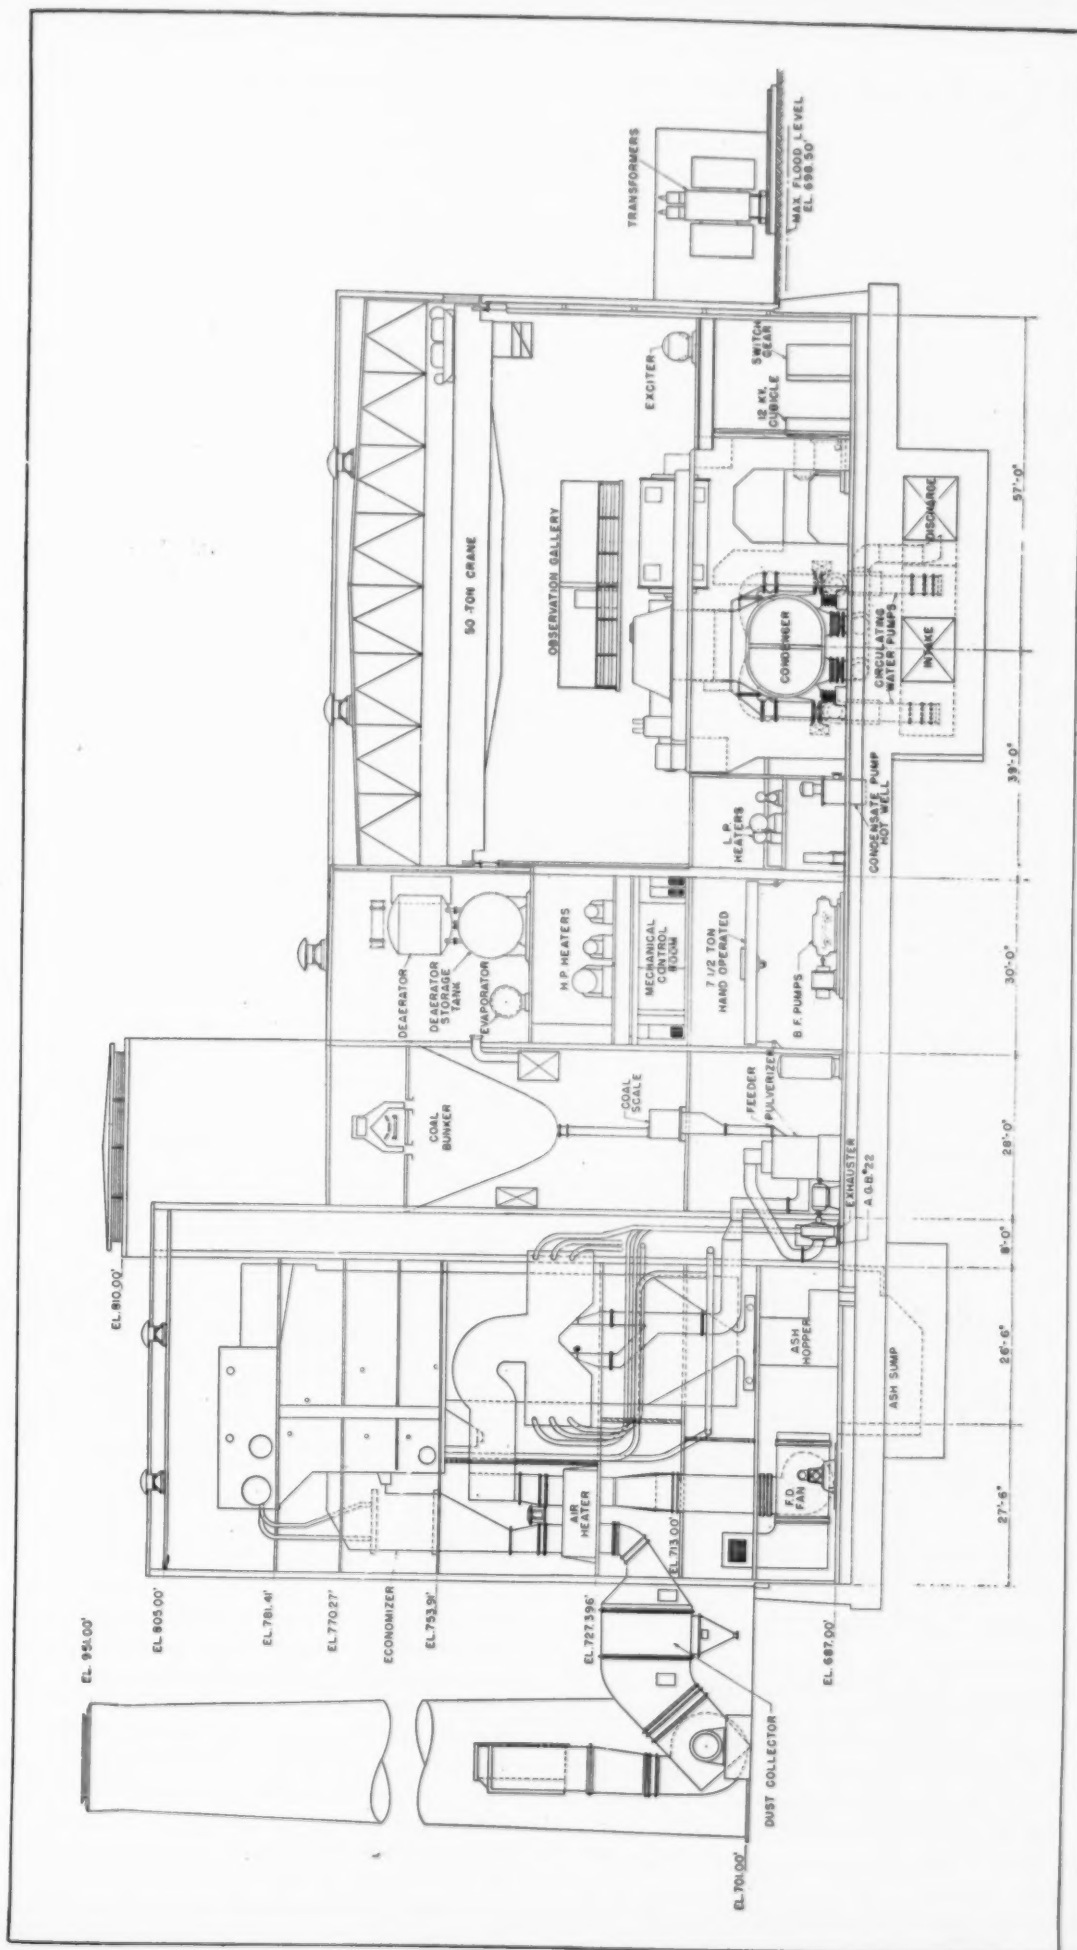 EL. 951.00'
EL. 805.00'
EL. 810.00'
EL. 781.41'
EL. 770.27'
ECONOMIZER
EL. 753.91'
EL. 727.396'
EL. 713.00'
EL. 687.00'
EL. 701.00'
DUST COLLECTOR
AIR
HEATER
F.D.
FAN
ASH
HOPPER
ASH SUMP
COAL
BUNKER
COAL
SCALE
FEEDER
PULVERIZER
EXHAUSTER
A.G.B.#22
DEAERATOR
DEAERATOR
STORAGE
TANK
EVAPORATOR
H.P. HEATERS
MECHANICAL
CONTROL
ROOM
7 1/2 TON
HAND OPERATED
B.F. PUMPS
50-TON CRANE
OBSERVATION GALLERY
L. P.
HEATERS
CONDENSATE PUMP
HOT WELL
CONDENSER
CIRCULATING
WATER PUMPS
INTAKE
DISCHARGE
EXCITER
12 KV.
CUBICLE
SWITCH
GEAR
TRANSFORMERS
MAX. FLOOD LEVEL
EL. 698.50'
27'-6"
26'-6"
8'-0"
28'-0"
30'-0"
39'-0"
57'-0"